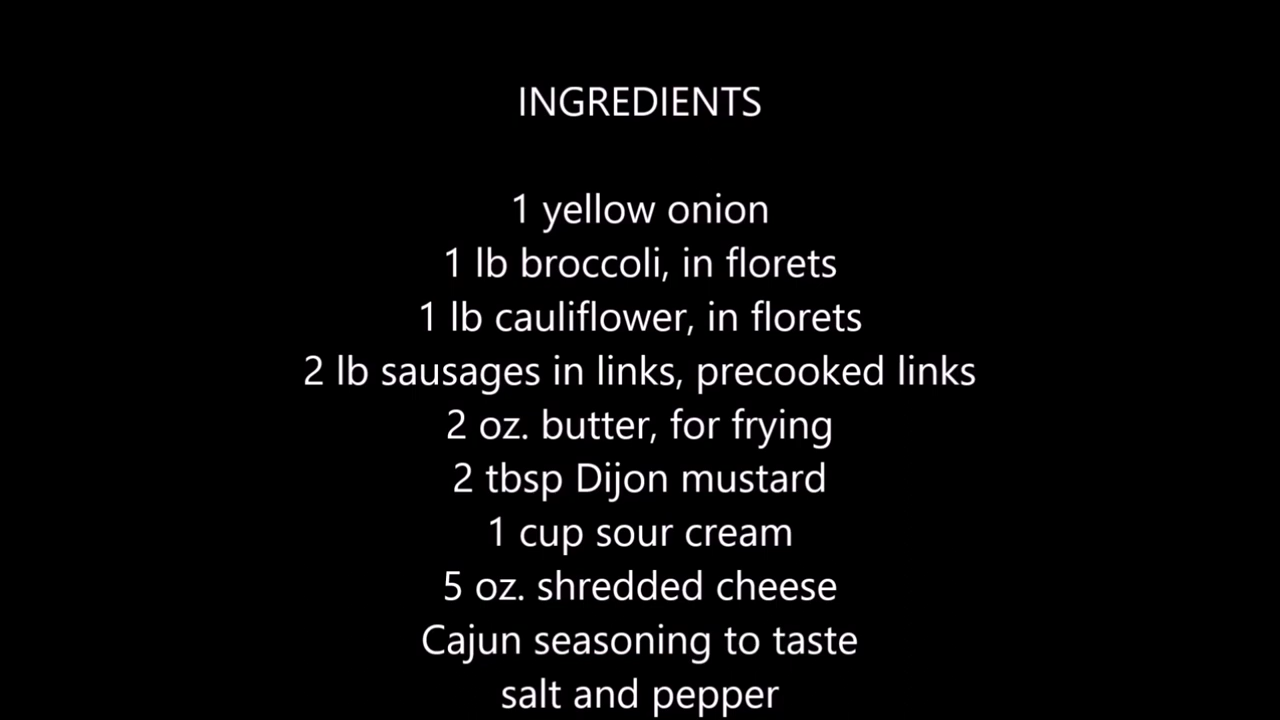 INGREDIENTS
1 yellow onion
1 lb broccoli, in florets
1 lb cauliflower, in florets
2 lb sausages in links, precooked links
2 oz. butter, for frying
2 tbsp Dijon mustard
1 cup sour cream
5 oz. shredded cheese
Cajun seasoning to taste
salt and pepper